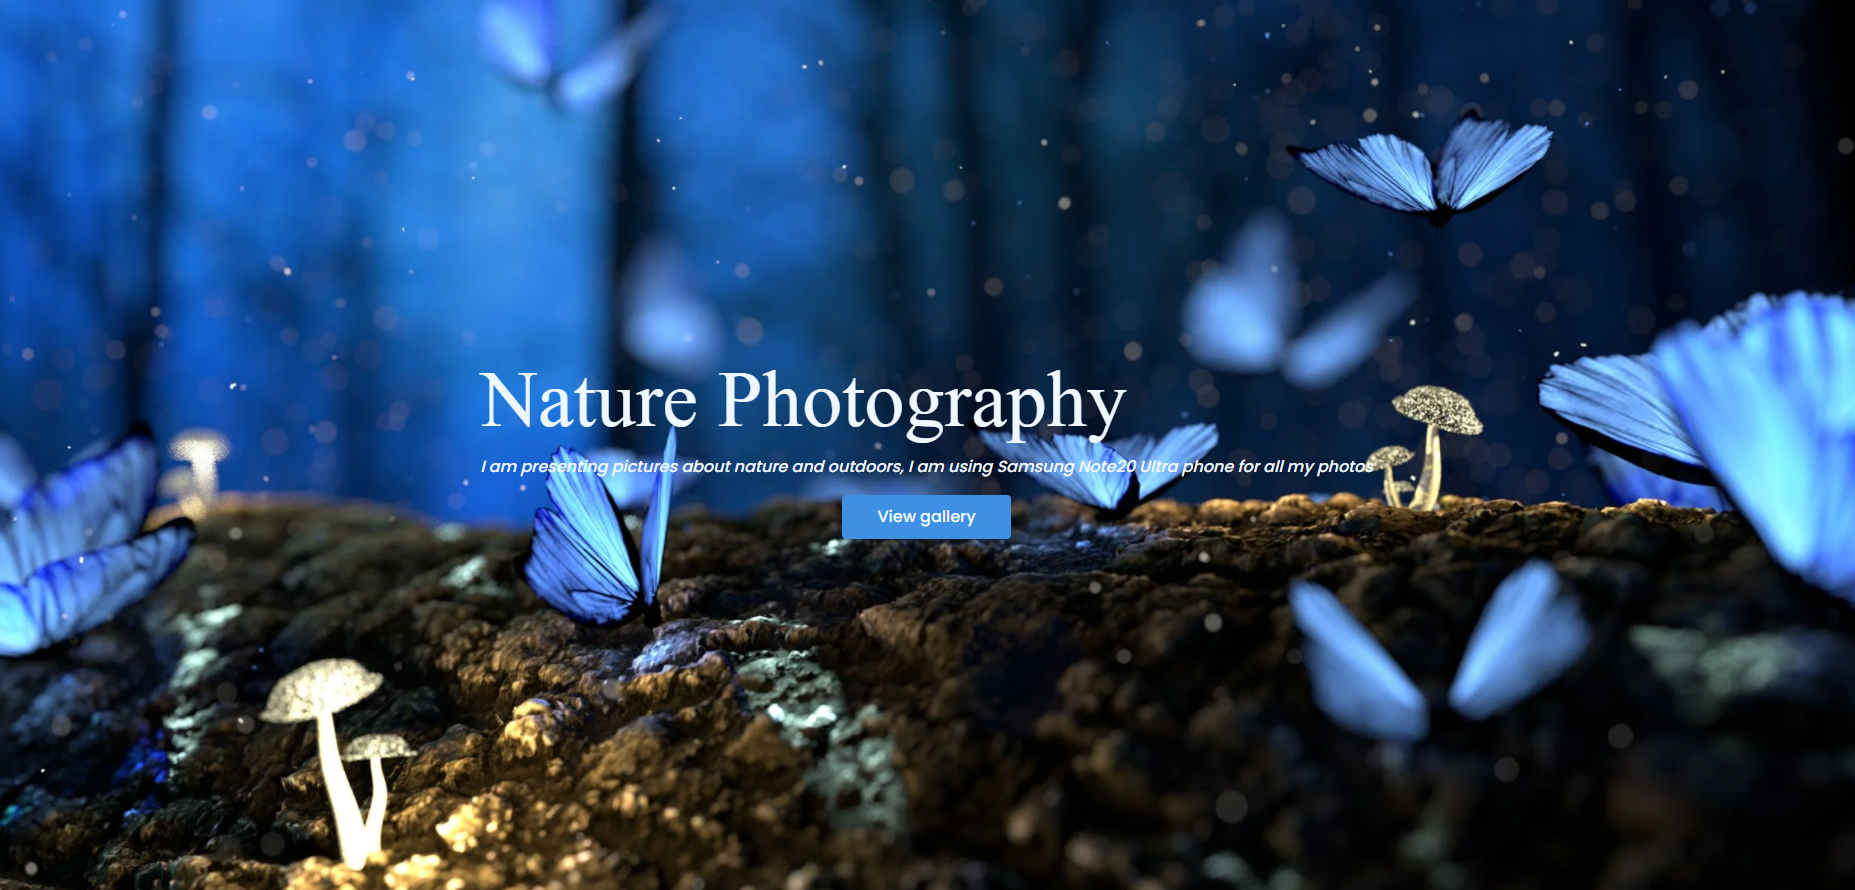 Nature Photography
I am presenting pictures about nature and outdoors, I am using Samsung Note20 Ultra phone for all my photos
View gallery